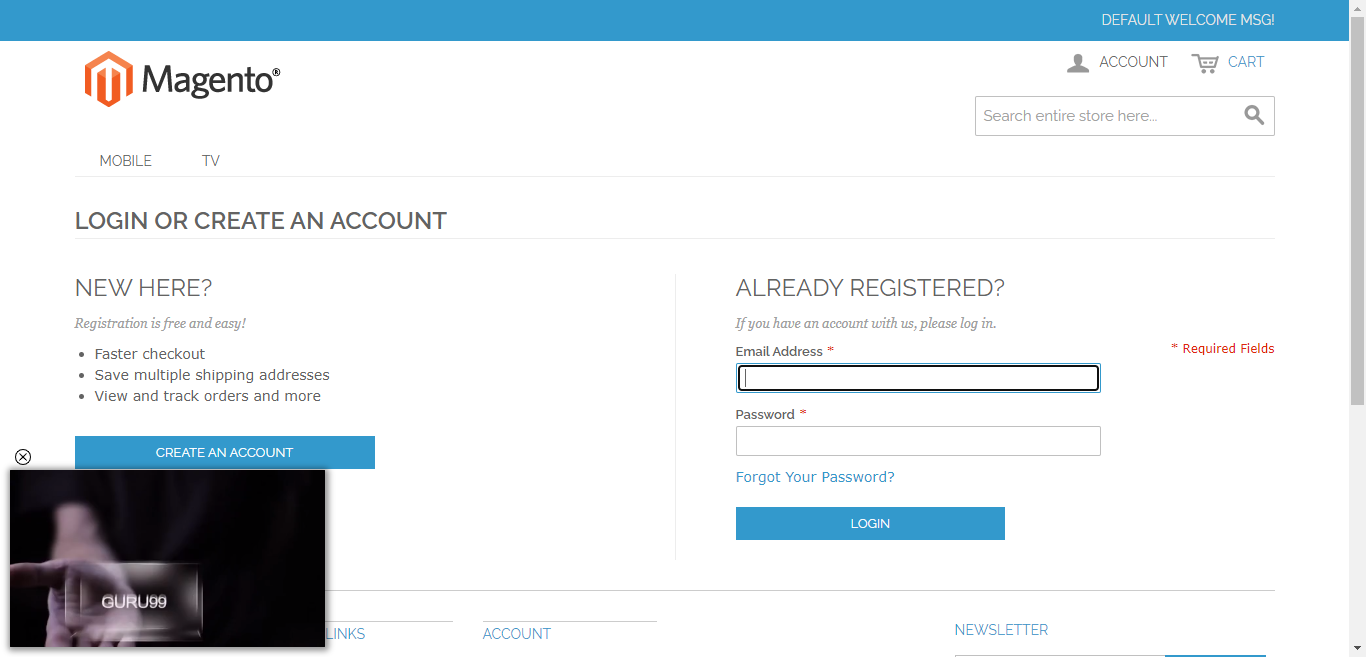 DEFAULT WELCOME MSG!
Magento®
ACCOUNT
CART
Search entire store here...
MOBILE
TV
LOGIN OR CREATE AN ACCOUNT
NEW HERE?
Registration is free and easy!
Faster checkout
Save multiple shipping addresses
View and track orders and more
CREATE AN ACCOUNT
ALREADY REGISTERED?
If you have an account with us, please log in.
* Required Fields
Email Address *
Password *
Forgot Your Password?
LOGIN
GURU99
LINKS
ACCOUNT
NEWSLETTER